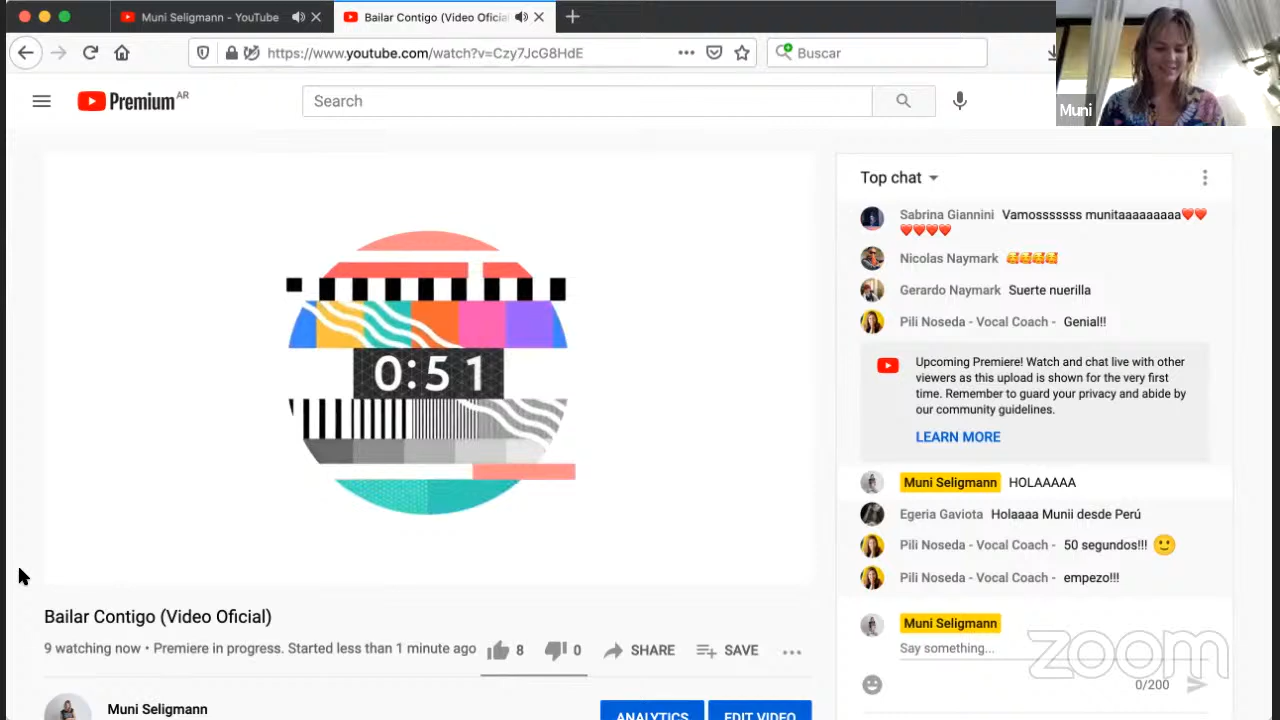 Muni Seligmann - YouTube
Bailar Contigo (Video Oficial
https://www.youtube.com/watch?v=Czy7JcG8HdE
Buscar
Muni
Premium AR
Search
Top chat
Sabrina Giannini Vamosssssss munitaaaaaaaaa❤️❤️
❤️❤️❤️❤️
Nicolas Naymark 🥰🥰🥰🥰
Gerardo Naymark Suerte nuerilla
Pili Noseda - Vocal Coach - Genial!!
Upcoming Premiere! Watch and chat live with other
viewers as this upload is shown for the very first
time. Remember to guard your privacy and abide by
our community guidelines.
LEARN MORE
0:51
Muni Seligmann HOLAAAAA
Egeria Gaviota Holaaaa Munii desde Perú
Pili Noseda - Vocal Coach - 50 segundos!!! 🙂
Pili Noseda - Vocal Coach - empezo!!!
Bailar Contigo (Video Oficial)
9 watching now • Premiere in progress. Started less than 1 minute ago
8
0
SHARE
SAVE
Muni Seligmann
Say something...
0/200
zoom
Muni Seligmann
ANALYTICS
EDIT VIDEO